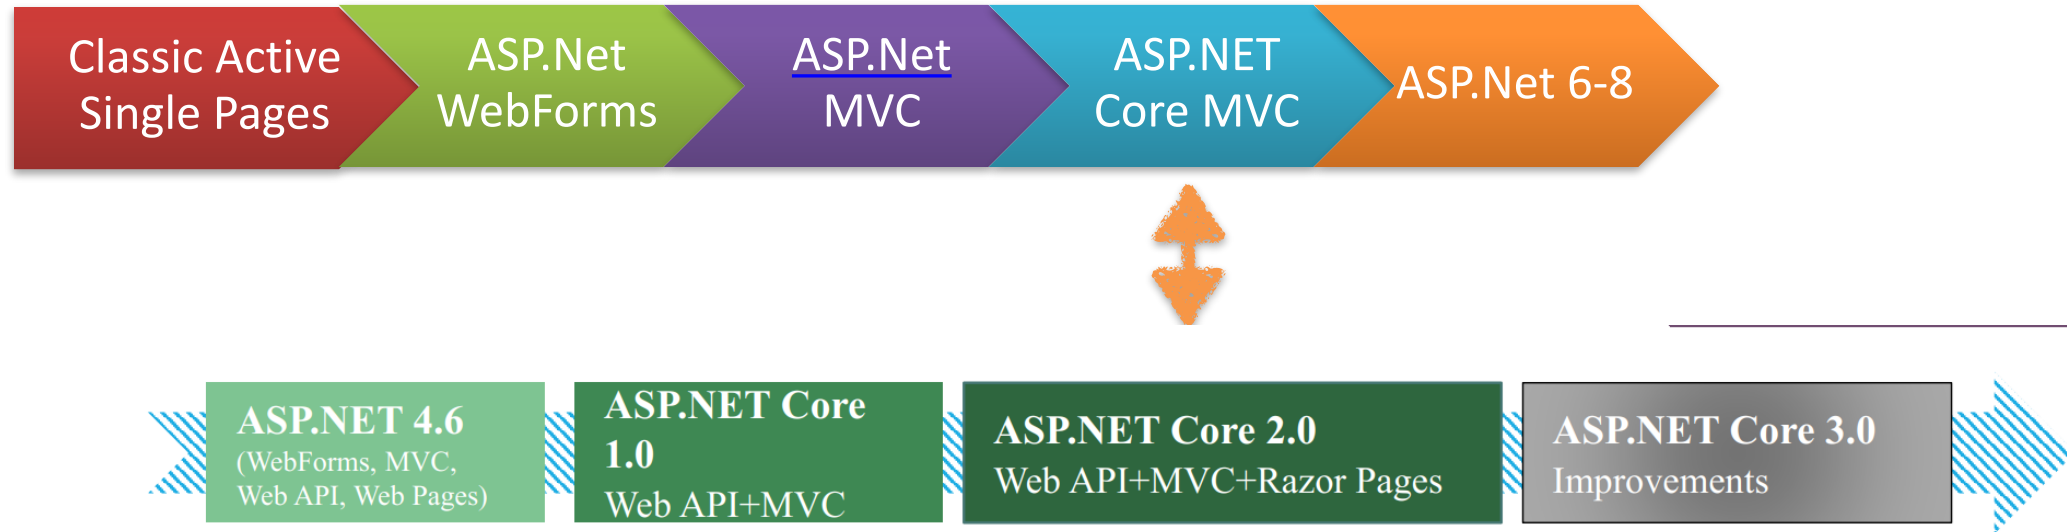 Classic Active
Single Pages
ASP.Net
WebForms
ASP.Net
MVC
ASP.NET
Core MVC
ASP.Net 6-8
ASP.NET 4.6
(WebForms, MVC,
Web API, Web Pages)
ASP.NET Core
1.0
Web API+MVC
ASP.NET Core 2.0
Web API+MVC+Razor Pages
ASP.NET Core 3.0
Improvements